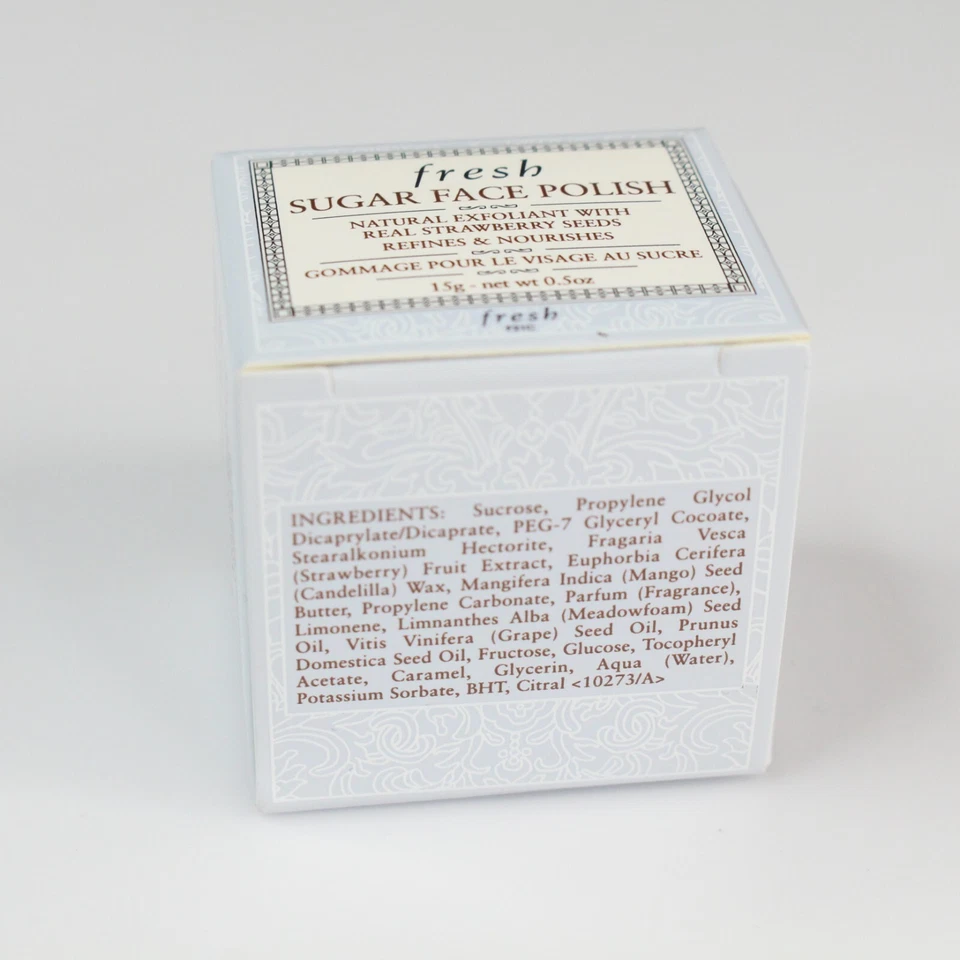 fresh
SUGAR FACE POLISH
NATURAL EXFOLIANT WITH
REAL STRAWBERRY SEEDS
REFINES & NOURISHES
GOMMAGE POUR LE VISAGE AU SUCRE
15g - net wt 0.5oz
fresh
INGREDIENTS: Sucrose, Propylene Glycol
Dicaprylate/Dicaprate, PEG-7 Glyceryl Cocoate,
Stearalkonium Hectorite, Fragaria Vesca
(Strawberry) Fruit Extract, Euphorbia Cerifera
(Candelilla) Wax, Mangifera Indica (Mango) Seed
Butter, Propylene Carbonate, Parfum (Fragrance),
Limonene, Limnanthes Alba (Meadowfoam) Seed
Oil, Vitis Vinifera (Grape) Seed Oil, Prunus
Domestica Seed Oil, Fructose, Glucose, Tocopheryl
Acetate, Caramel, Glycerin, Aqua (Water),
Potassium Sorbate, BHT, Citral <10273/A>